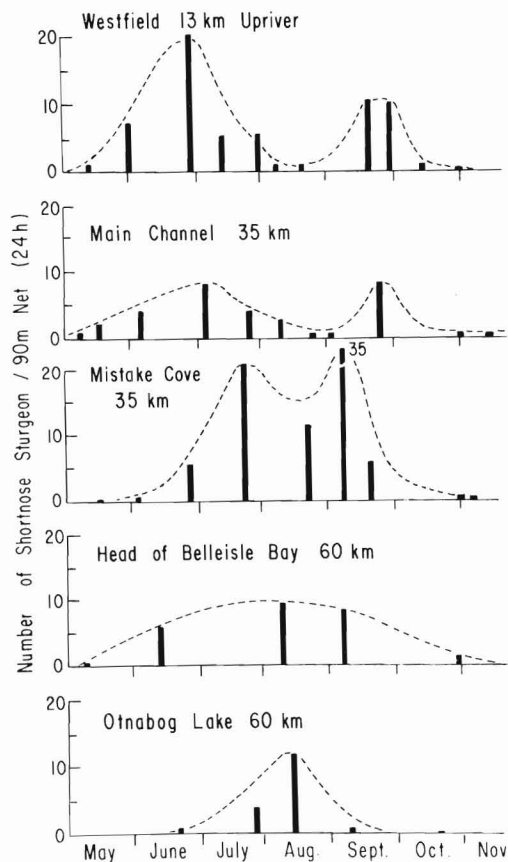 Westfield 13 km Upriver
20
10
0
Main Channel 35 km
20
10
0
35
Mistake Cove
35 km
20
10
0
Head of Belleisle Bay 60 km
20
10
0
Otnabog Lake 60 km
20
10
0
May June July Aug. Sept. Oct. Nov
Number of Shortnose Sturgeon / 90m Net (24h)